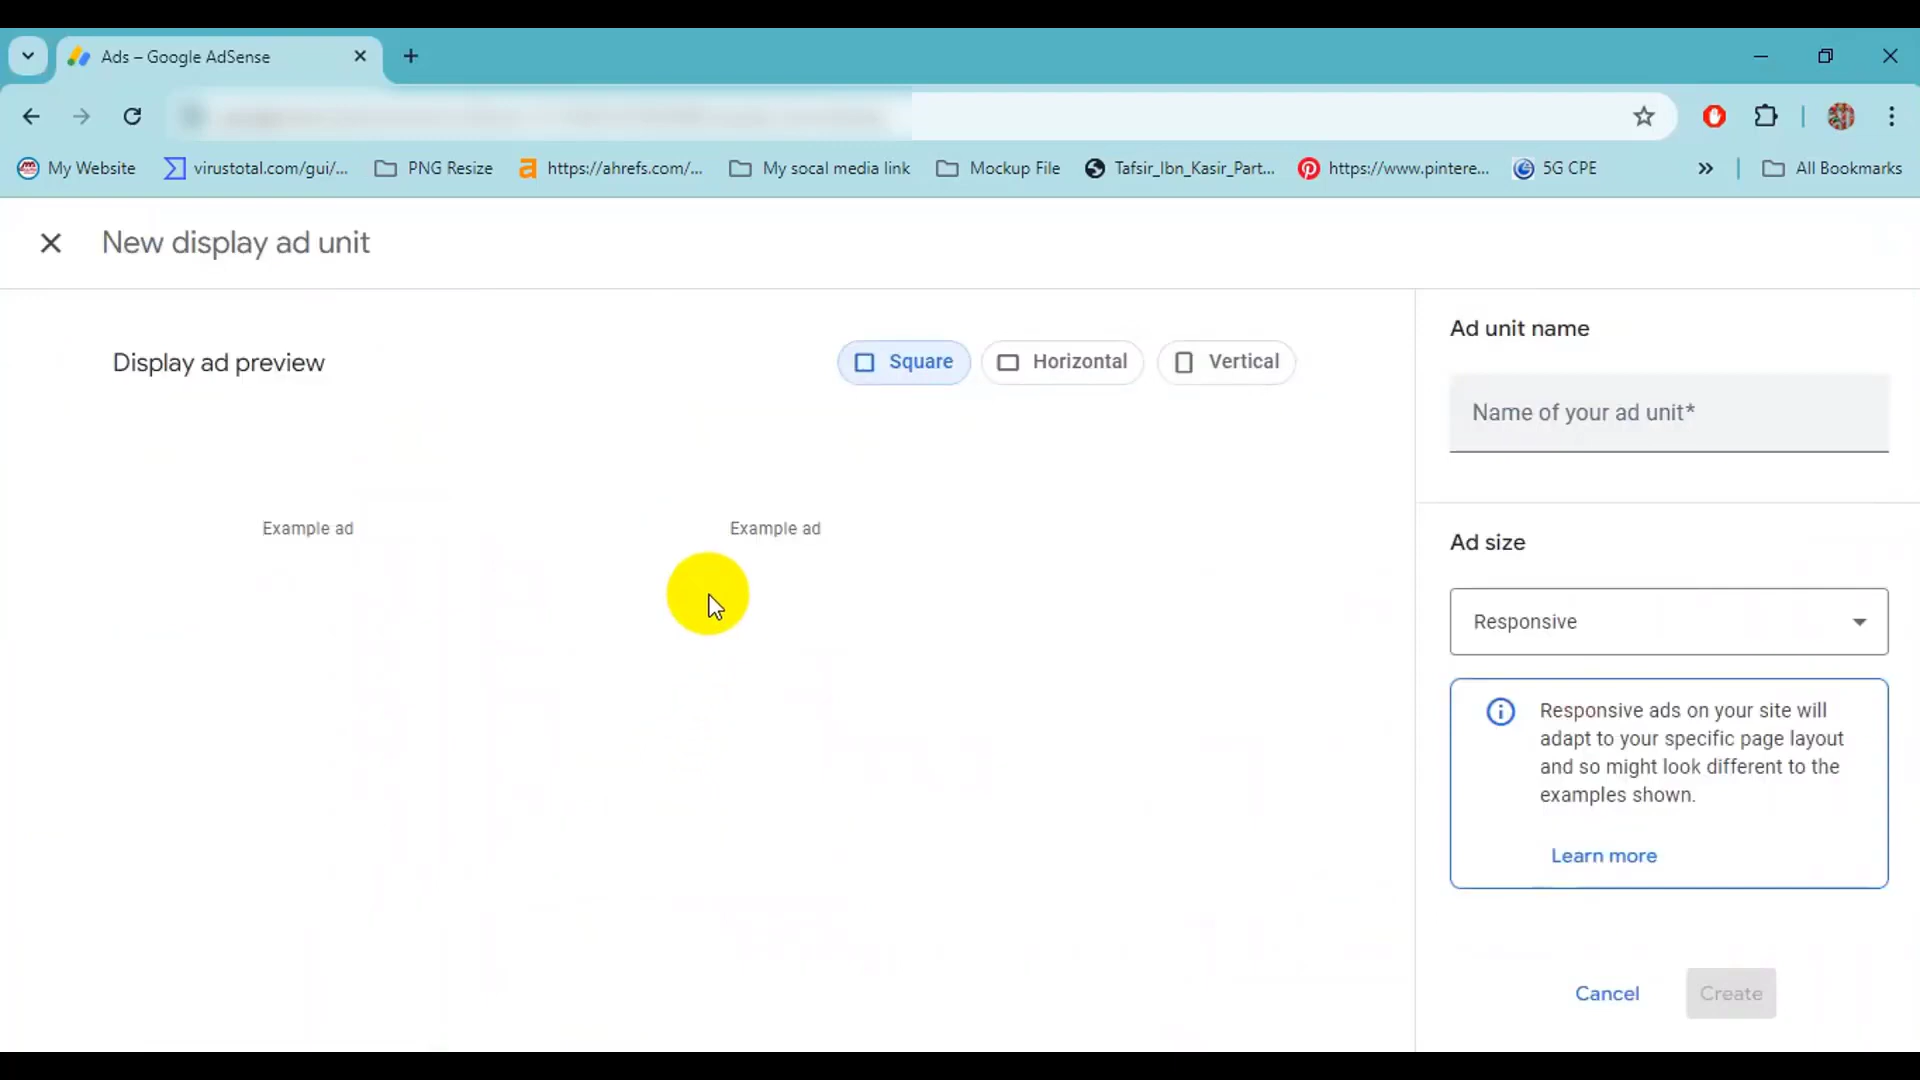 Ads – Google AdSense
My Website
virustotal.com/gui/...
PNG Resize
https://ahrefs.com/...
My socal media link
Mockup File
Tafsir_Ibn_Kasir_Part...
https://www.pintere...
5G CPE
All Bookmarks
New display ad unit
Display ad preview
Square
Horizontal
Vertical
Example ad
Example ad
Ad unit name
Name of your ad unit*
Ad size
Responsive
Responsive ads on your site will
adapt to your specific page layout
and so might look different to the
examples shown.
Learn more
Cancel
Create